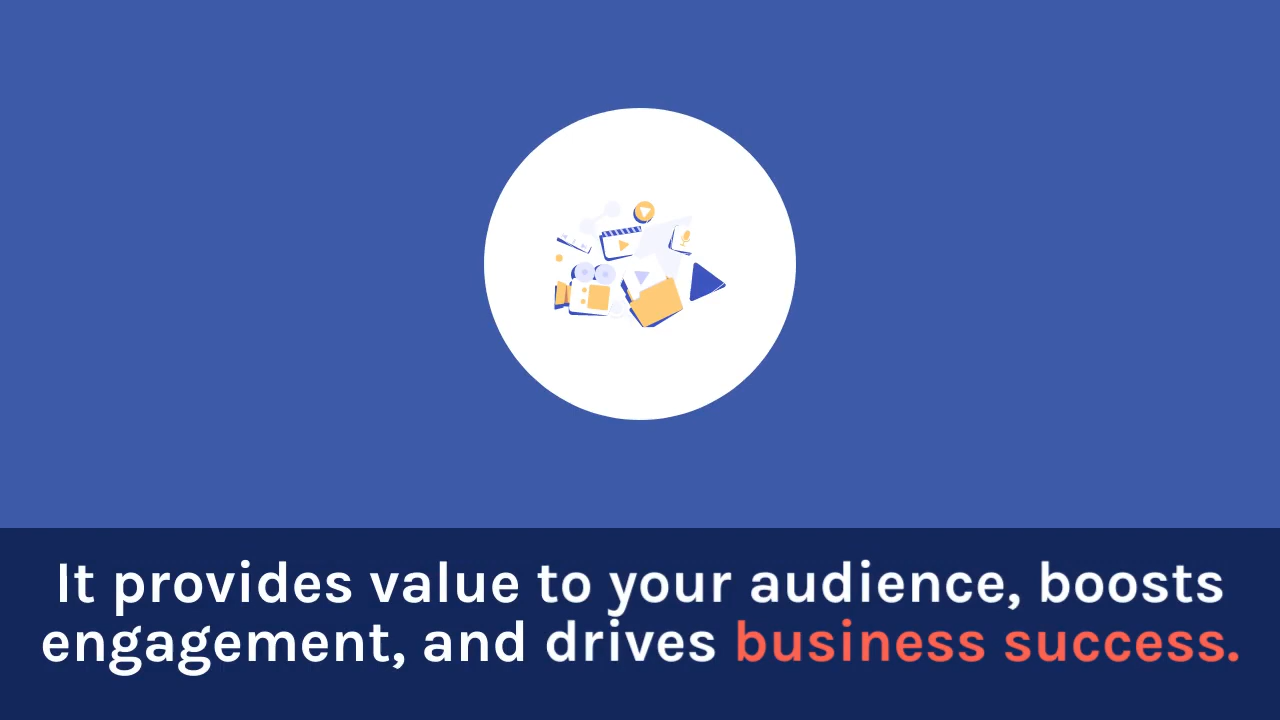 It provides value to your audience, boosts
engagement, and drives business success.